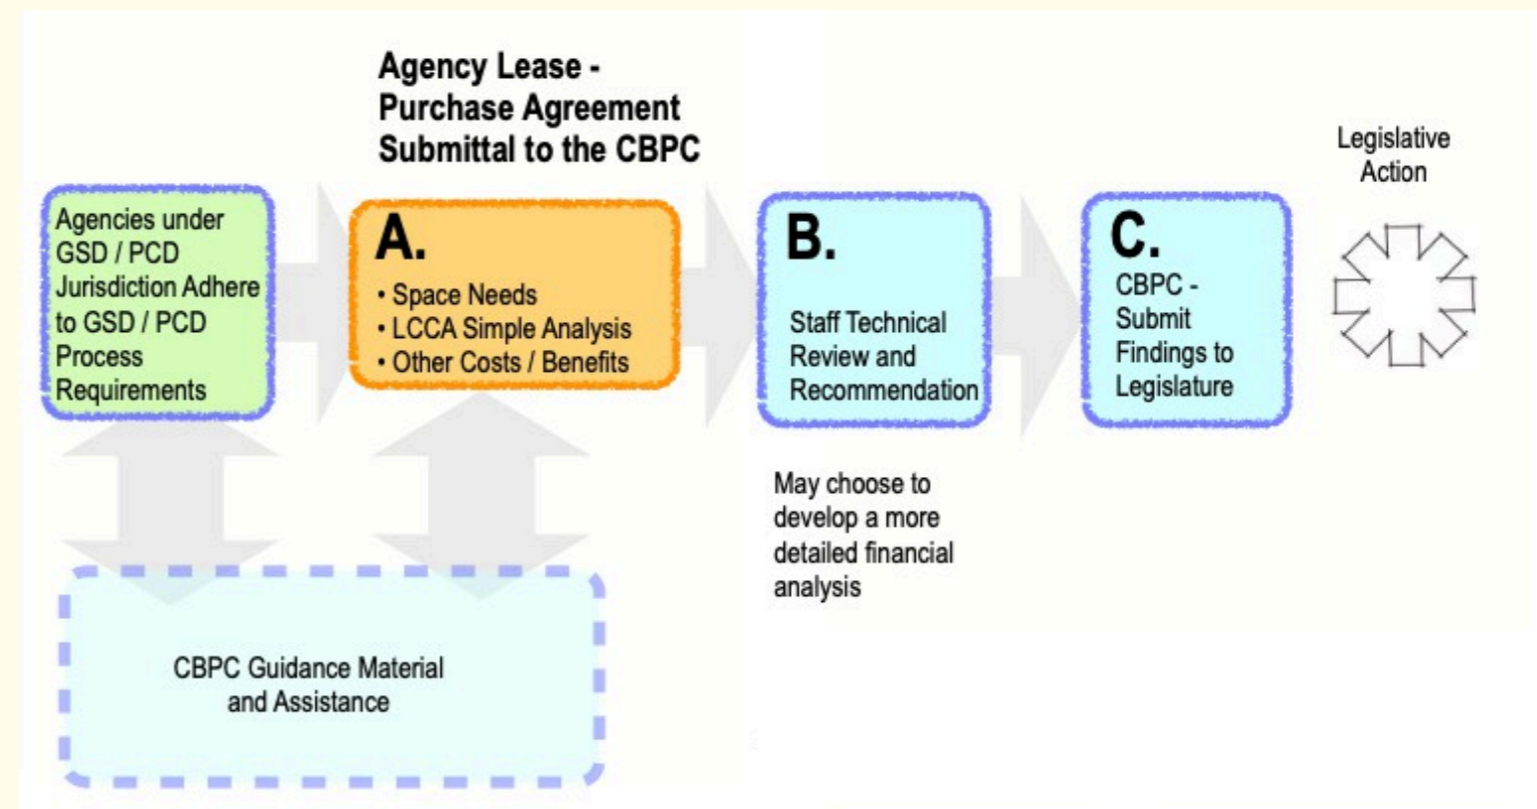 Agency Lease -
Purchase Agreement
Submittal to the CBPC
Legislative
Action
Agencies under
GSD / PCD
Jurisdiction Adhere
to GSD / PCD
Process
Requirements
A.
• Space Needs
• LCCA Simple Analysis
• Other Costs / Benefits
B.
Staff Technical
Review and
Recommendation
C.
CBPC -
Submit
Findings to
Legislature
May choose to
develop a more
detailed financial
analysis
CBPC Guidance Material
and Assistance